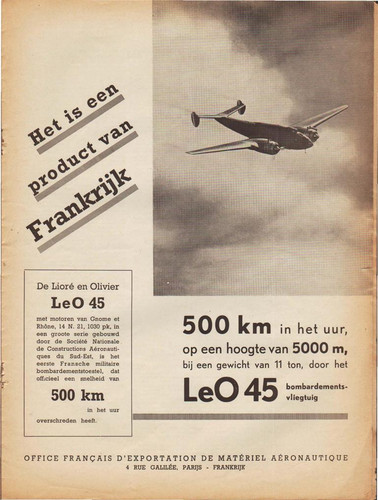 Het is een
product van
Frankrijk
De Lioré en Olivier
LeO 45
met motoren van Gnome et
Rhône, 14 N. 21, 1030 pk, in
een groote serie gebouwd
door de Société Nationale
de Constructions Aéronauti-
ques du Sud-Est, is het
eerste Fransche militaire
bombardementstoestel, dat
officieel een snelheid van
500 km
in het uur
overschreden heeft.
500 km in het uur,
op een hoogte van 5000 m,
bij een gewicht van 11 ton, door het
LeO 45 bombardements-
vliegtuig
OFFICE FRANÇAIS D'EXPORTATION DE MATÉRIEL AÉRONAUTIQUE
4 RUE GALILÉE, PARIJS - FRANKRIJK